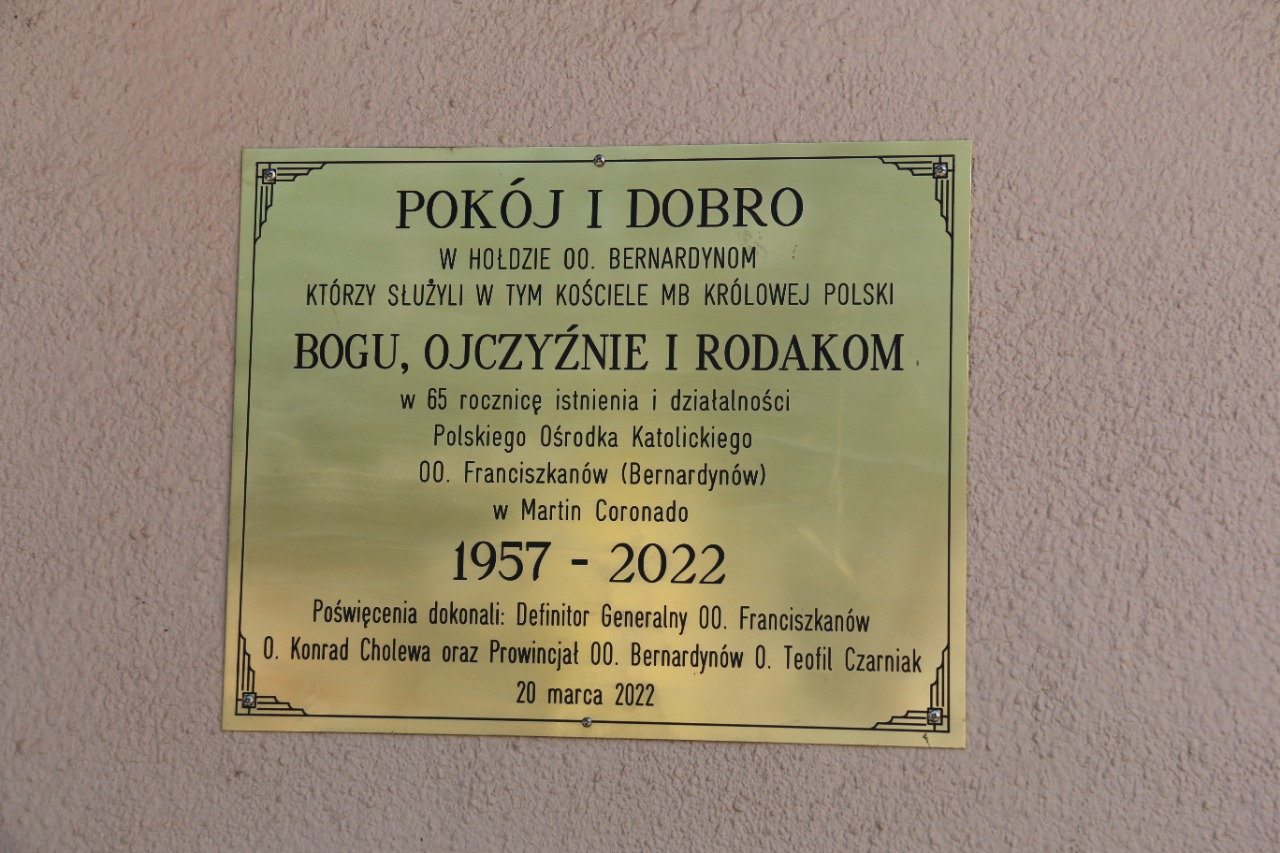 POKÓJ I DOBRO
W HOŁDZIE OO. BERNARDYNOM
KTÓRZY SŁUŻYLI W TYM KOŚCIELE MB KRÓLOWEJ POLSKI
BOGU, OJCZYŹNIE I RODAKOM
w 65 rocznicę istnienia i działalności
Polskiego Ośrodka Katolickiego
OO. Franciszkanów (Bernardynów)
w Martin Coronado
1957 - 2022
Poświęcenia dokonali: Definitor Generalny OO. Franciszkanów
O. Konrad Cholewa oraz Prowincjał OO. Bernardynów O. Teofil Czarniak
20 marca 2022